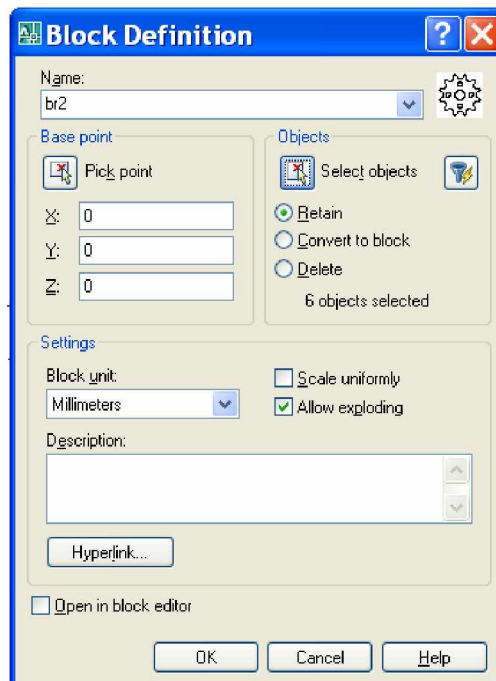 Block Definition
Name:
br2
Base point
Pick point
X: 0
Y: 0
Z: 0
Objects
Select objects
Retain
Convert to block
Delete
6 objects selected
Settings
Block unit:
Millimeters
Scale uniformly
Allow exploding
Description:
Hyperlink...
Open in block editor
OK Cancel Help